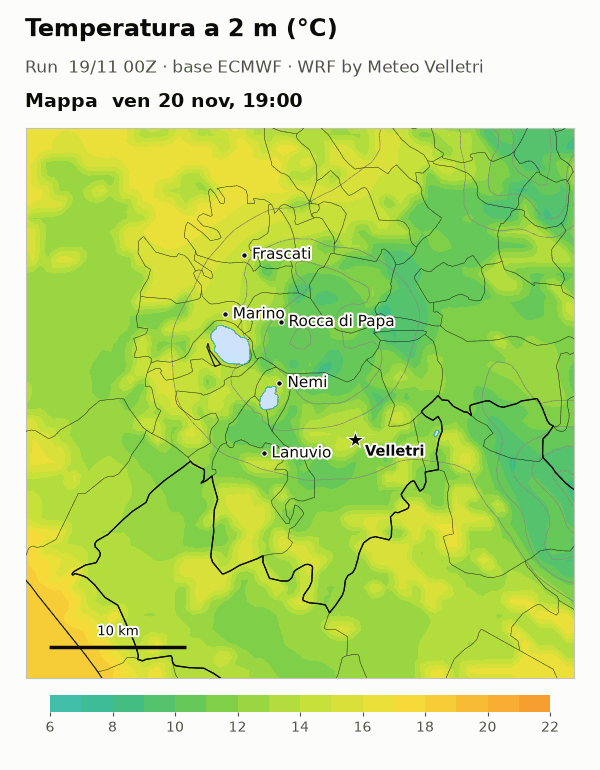 Temperatura a 2 m (°C)
Run  19/11 00Z · base ECMWF · WRF by Meteo Velletri
Mappa  ven 20 nov, 19:00
Frascati
Marino
Rocca di Papa
Nemi
Velletri
Lanuvio
10 km
6 8 10 12 14 16 18 20 22